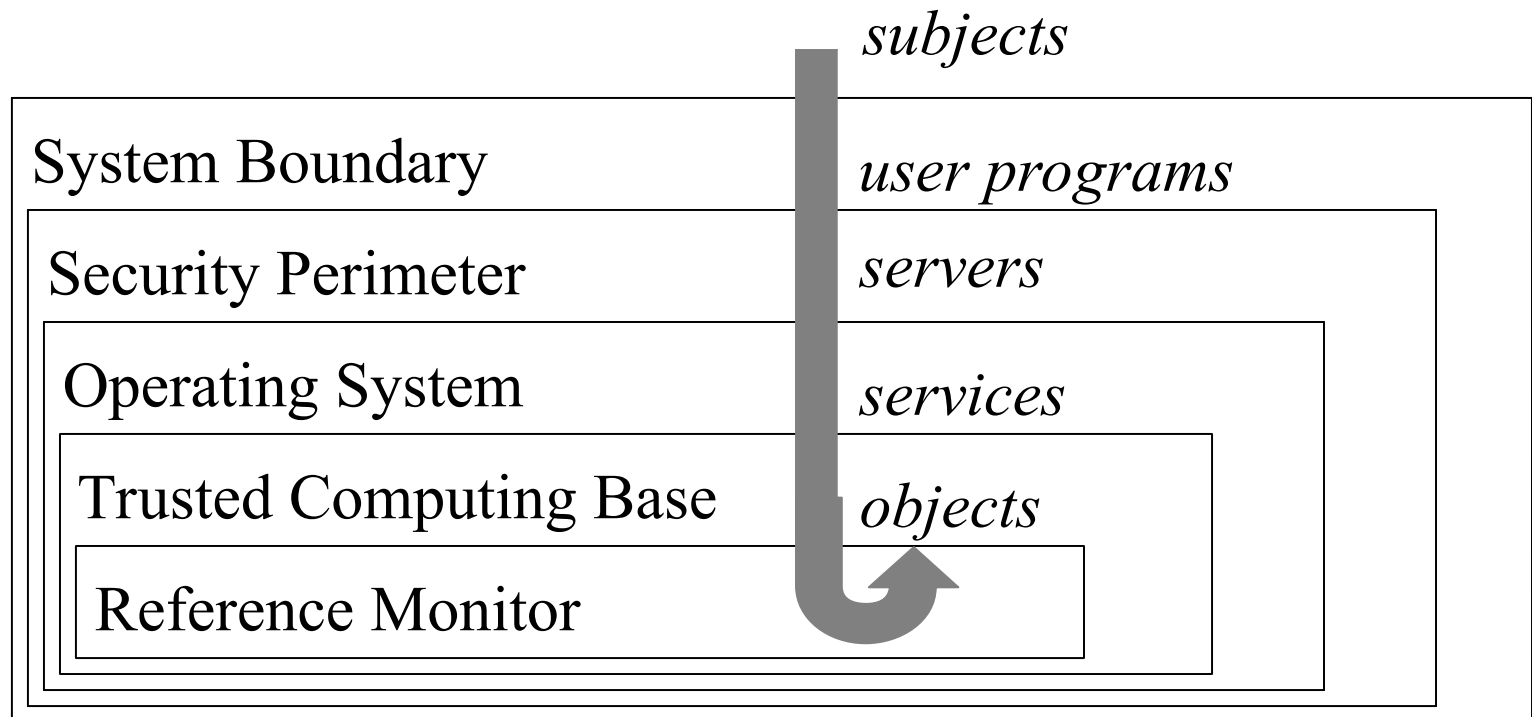 subjects
System Boundary
user programs
Security Perimeter
servers
Operating System
services
Trusted Computing Base
objects
Reference Monitor